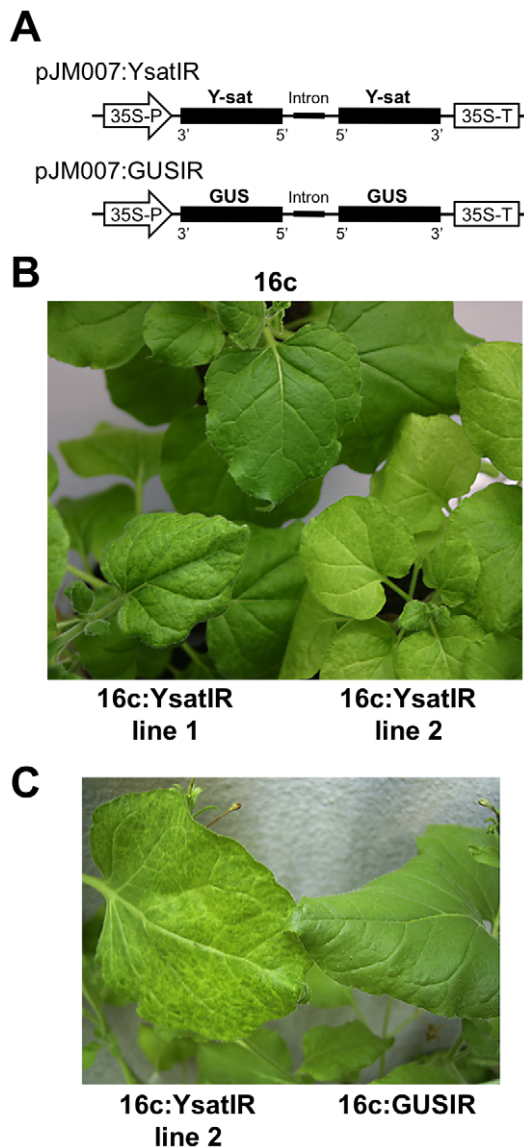 A
pJM007:YsatIR
Y-sat Intron Y-sat
35S-P 35S-T
3' 5' 5' 3'
pJM007:GUSIR
GUS Intron GUS
35S-P 35S-T
3' 5' 5' 3'
B
16c
16c:YsatIR 16c:YsatIR
line 1 line 2
C
16c:YsatIR 16c:GUSIR
line 2